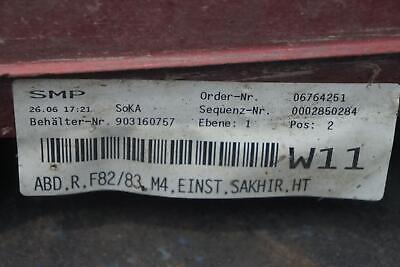 SMP Order-Nr. 06764251
26.06 17:21 SoKA Sequenz-Nr. 0002850284
Behälter-Nr. 903160757 Ebene: 1 Pos: 2
W11
ABD.R.F82/83.M4.EINST.SAKHIR.HT